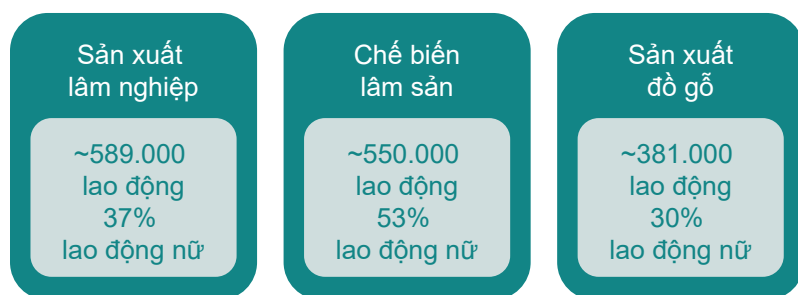 Sản xuất
lâm nghiệp
~589.000
lao động
37%
lao động nữ
Chế biến
lâm sản
~550.000
lao động
53%
lao động nữ
Sản xuất
đồ gỗ
~381.000
lao động
30%
lao động nữ